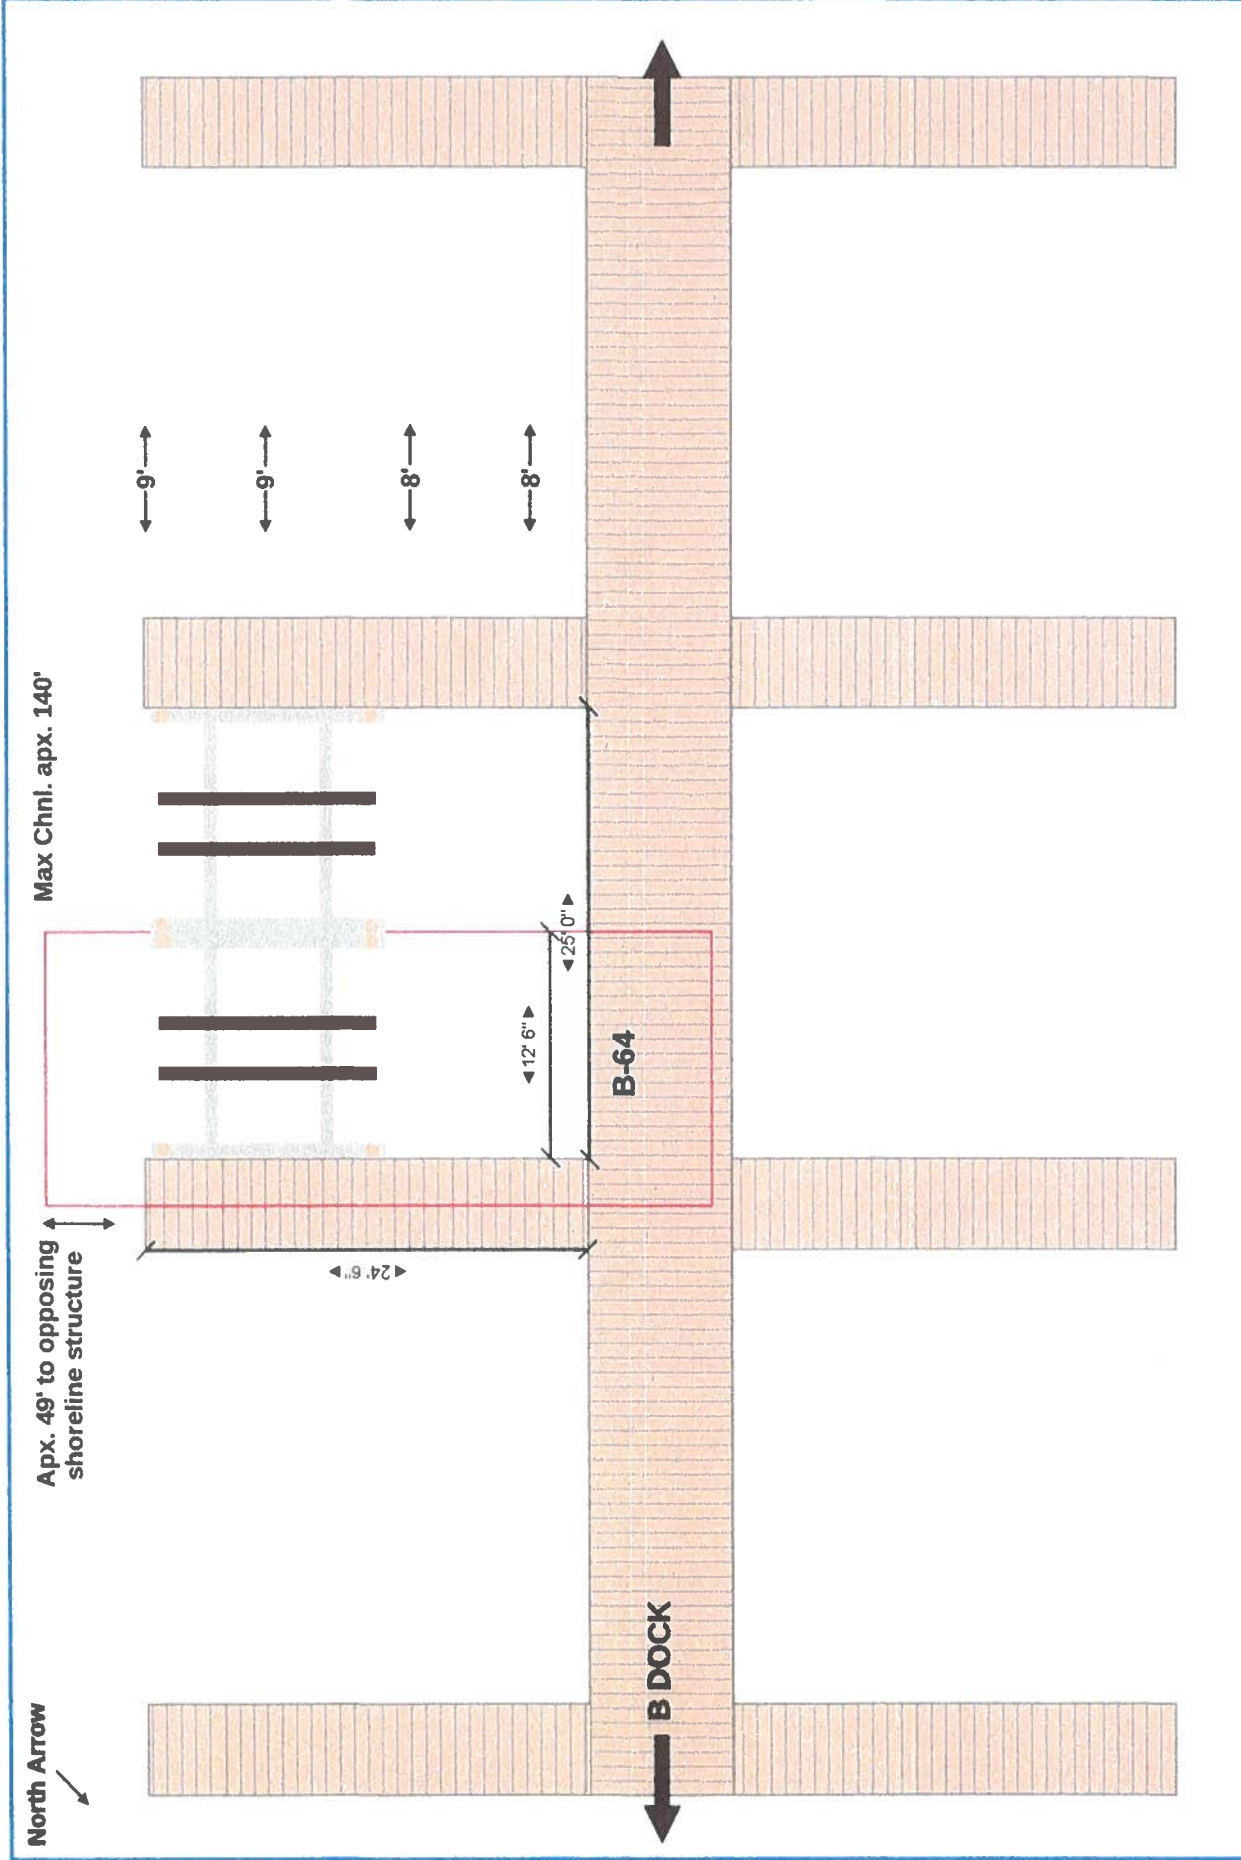 North Arrow
Apx. 49' to opposing
shoreline structure
Max Chnl. apx. 140'
9'
9'
8'
8'
24' 6"
12' 6"
25' 0"
B-64
B DOCK